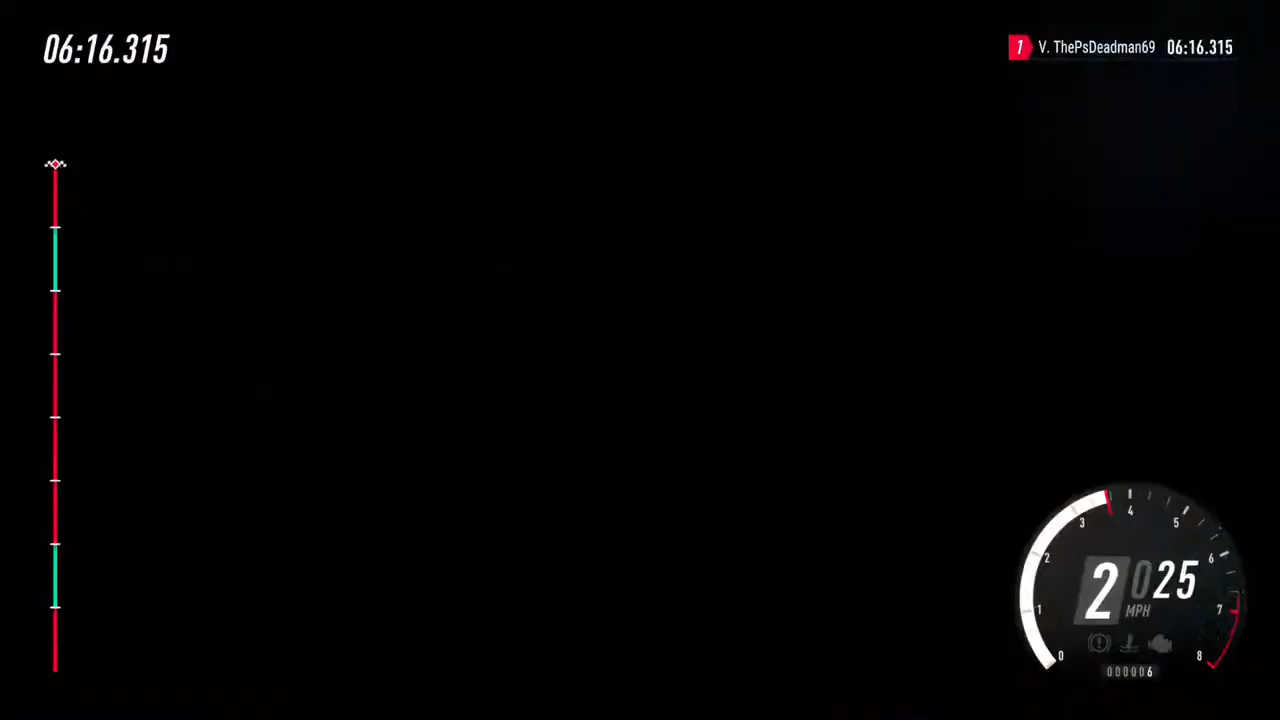 06:16.315
1 V. ThePsDeadman69 06:16.315
0 1 2 3 4 5 6 7 8
2 025
MPH
000006